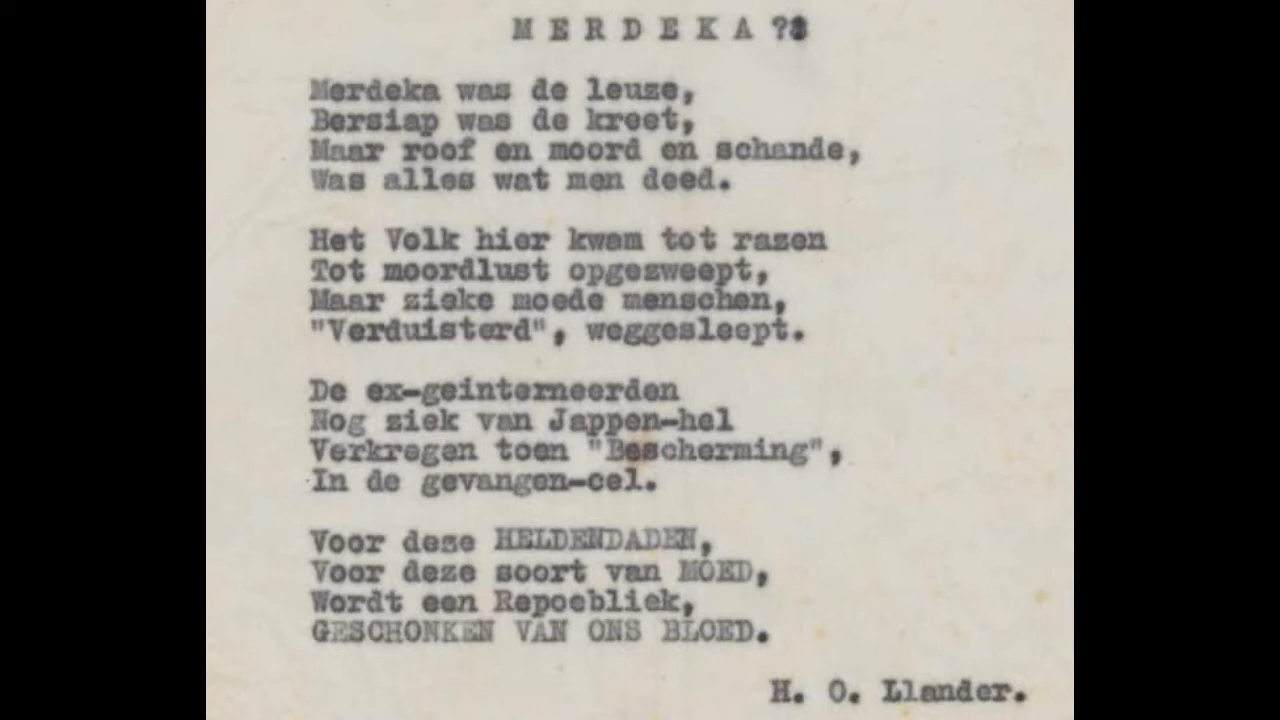 M E R D E K A ?!
Merdeka was de leuze,
Bersiap was de kreet,
Maar roof en moord en schande,
Was alles wat men deed.
Het Volk hier kwam tot razen
Tot moordlust opgezweept,
Maar zieke moede menschen,
"Verduisterd", weggesleept.
De ex-geinterneerden
Nog ziek van Jappen-hel
Verkregen toen "Bescherming",
In de gevangen-cel.
Voor deze HELDENDADEN,
Voor deze soort van MOED,
Wordt een Repoebliek,
GESCHONKEN VAN ONS BLOED.
H. O. Llander.